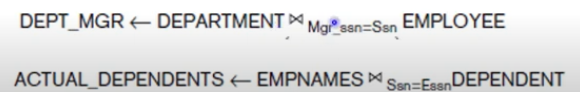 DEPT_MGR ← DEPARTMENT ⋈ Mgr_ssn=Ssn EMPLOYEE
ACTUAL_DEPENDENTS ← EMPNAMES ⋈ Ssn=Essn DEPENDENT